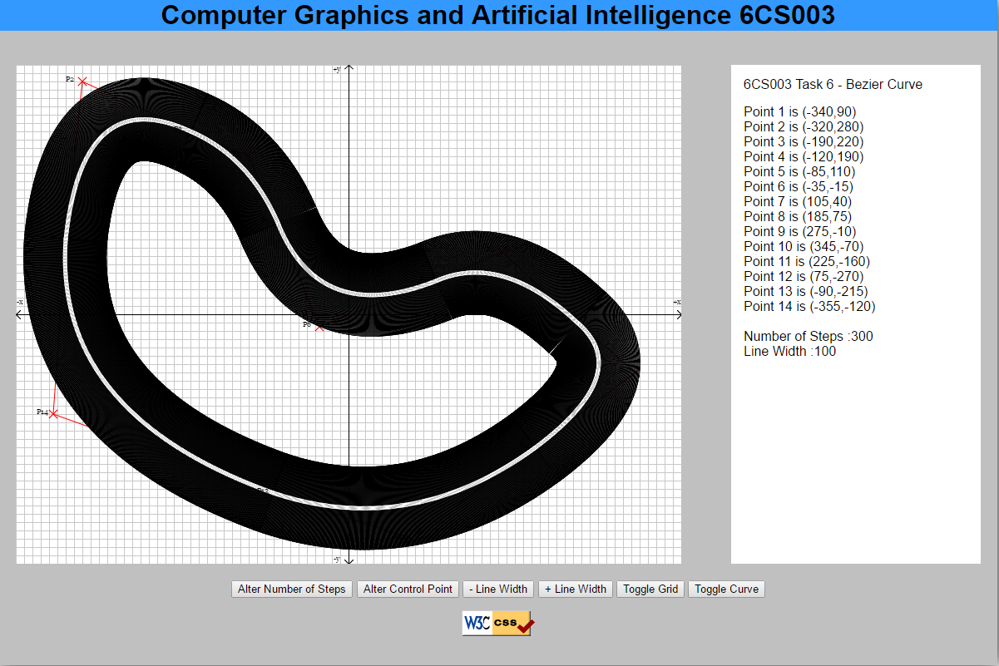 Computer Graphics and Artificial Intelligence 6CS003
+y
P2
-x
+x
P6
P14
-y
6CS003 Task 6 - Bezier Curve
Point 1 is (-340,90)
Point 2 is (-320,280)
Point 3 is (-190,220)
Point 4 is (-120,190)
Point 5 is (-85,110)
Point 6 is (-35,-15)
Point 7 is (105,40)
Point 8 is (185,75)
Point 9 is (275,-10)
Point 10 is (345,-70)
Point 11 is (225,-160)
Point 12 is (75,-270)
Point 13 is (-90,-215)
Point 14 is (-355,-120)
Number of Steps :300
Line Width :100
Alter Number of Steps
Alter Control Point
- Line Width
+ Line Width
Toggle Grid
Toggle Curve
W3C css